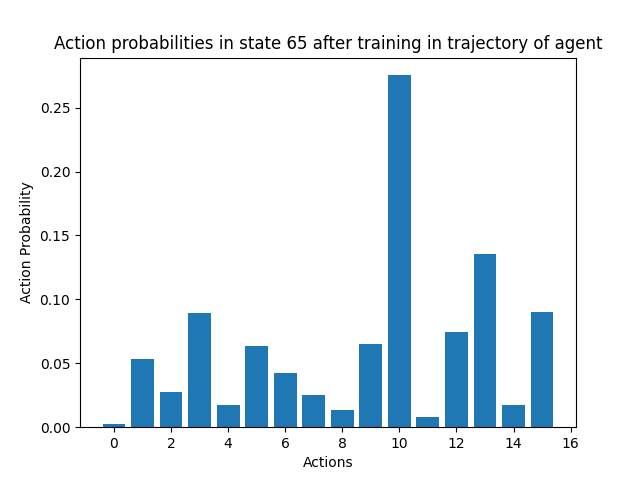 Action probabilities in state 65 after training in trajectory of agent
0.25
0.20
0.15
0.10
0.05
0.00
Action Probability
0 2 4 6 8 10 12 14 16
Actions